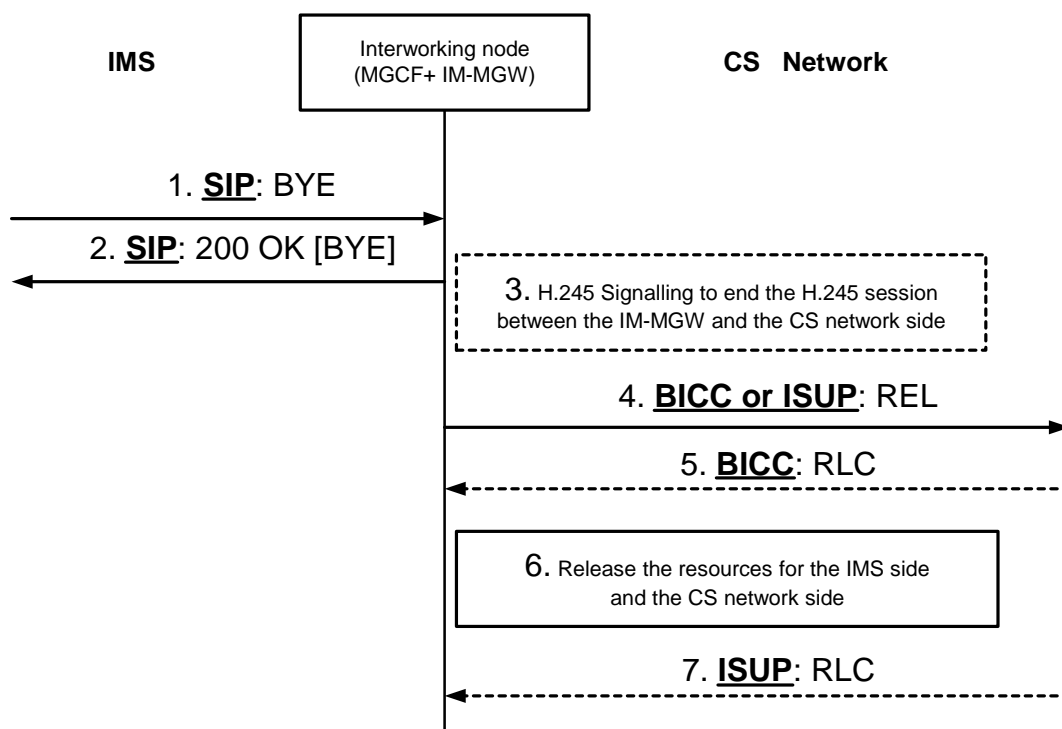 IMS
Interworking node
(MGCF+ IM-MGW)
CS Network
1. SIP: BYE
2. SIP: 200 OK [BYE]
3. H.245 Signalling to end the H.245 session
between the IM-MGW and the CS network side
4. BICC or ISUP: REL
5. BICC: RLC
6. Release the resources for the IMS side
and the CS network side
7. ISUP: RLC